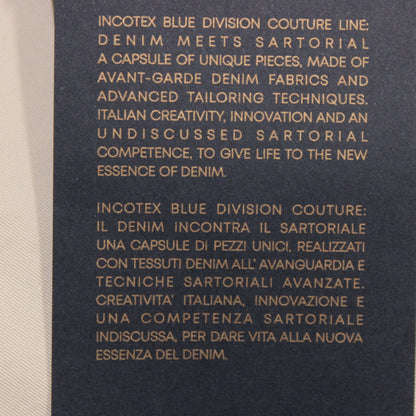 INCOTEX BLUE DIVISION COUTURE LINE:
DENIM MEETS SARTORIAL
A CAPSULE OF UNIQUE PIECES, MADE OF
AVANT-GARDE DENIM FABRICS AND
ADVANCED TAILORING TECHNIQUES.
ITALIAN CREATIVITY, INNOVATION AND AN
UNDISCUSSED SARTORIAL
COMPETENCE, TO GIVE LIFE TO THE NEW
ESSENCE OF DENIM.
INCOTEX BLUE DIVISION COUTURE:
IL DENIM INCONTRA IL SARTORIALE
UNA CAPSULE DI PEZZI UNICI, REALIZZATI
CON TESSUTI DENIM ALL' AVANGUARDIA E
TECNICHE SARTORIALI AVANZATE.
CREATIVITA' ITALIANA, INNOVAZIONE E
UNA COMPETENZA SARTORIALE
INDISCUSSA, PER DARE VITA ALLA NUOVA
ESSENZA DEL DENIM.